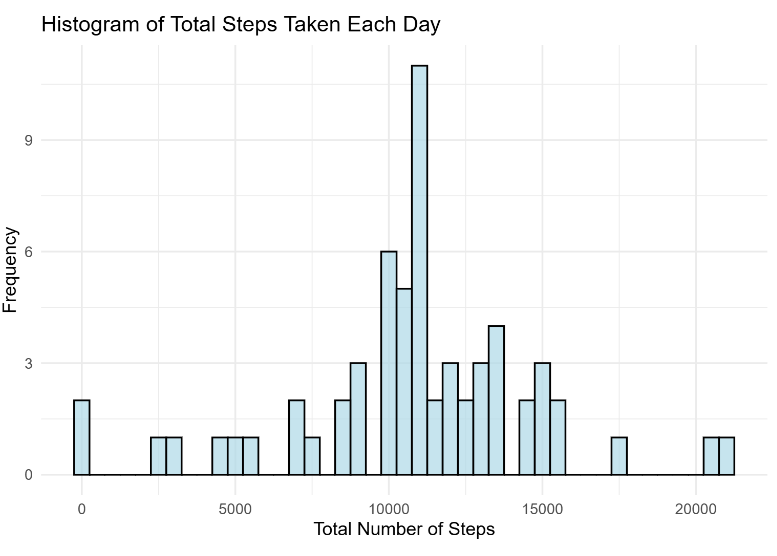 Histogram of Total Steps Taken Each Day
Frequency
9
6
3
0
0 5000 10000 15000 20000
Total Number of Steps